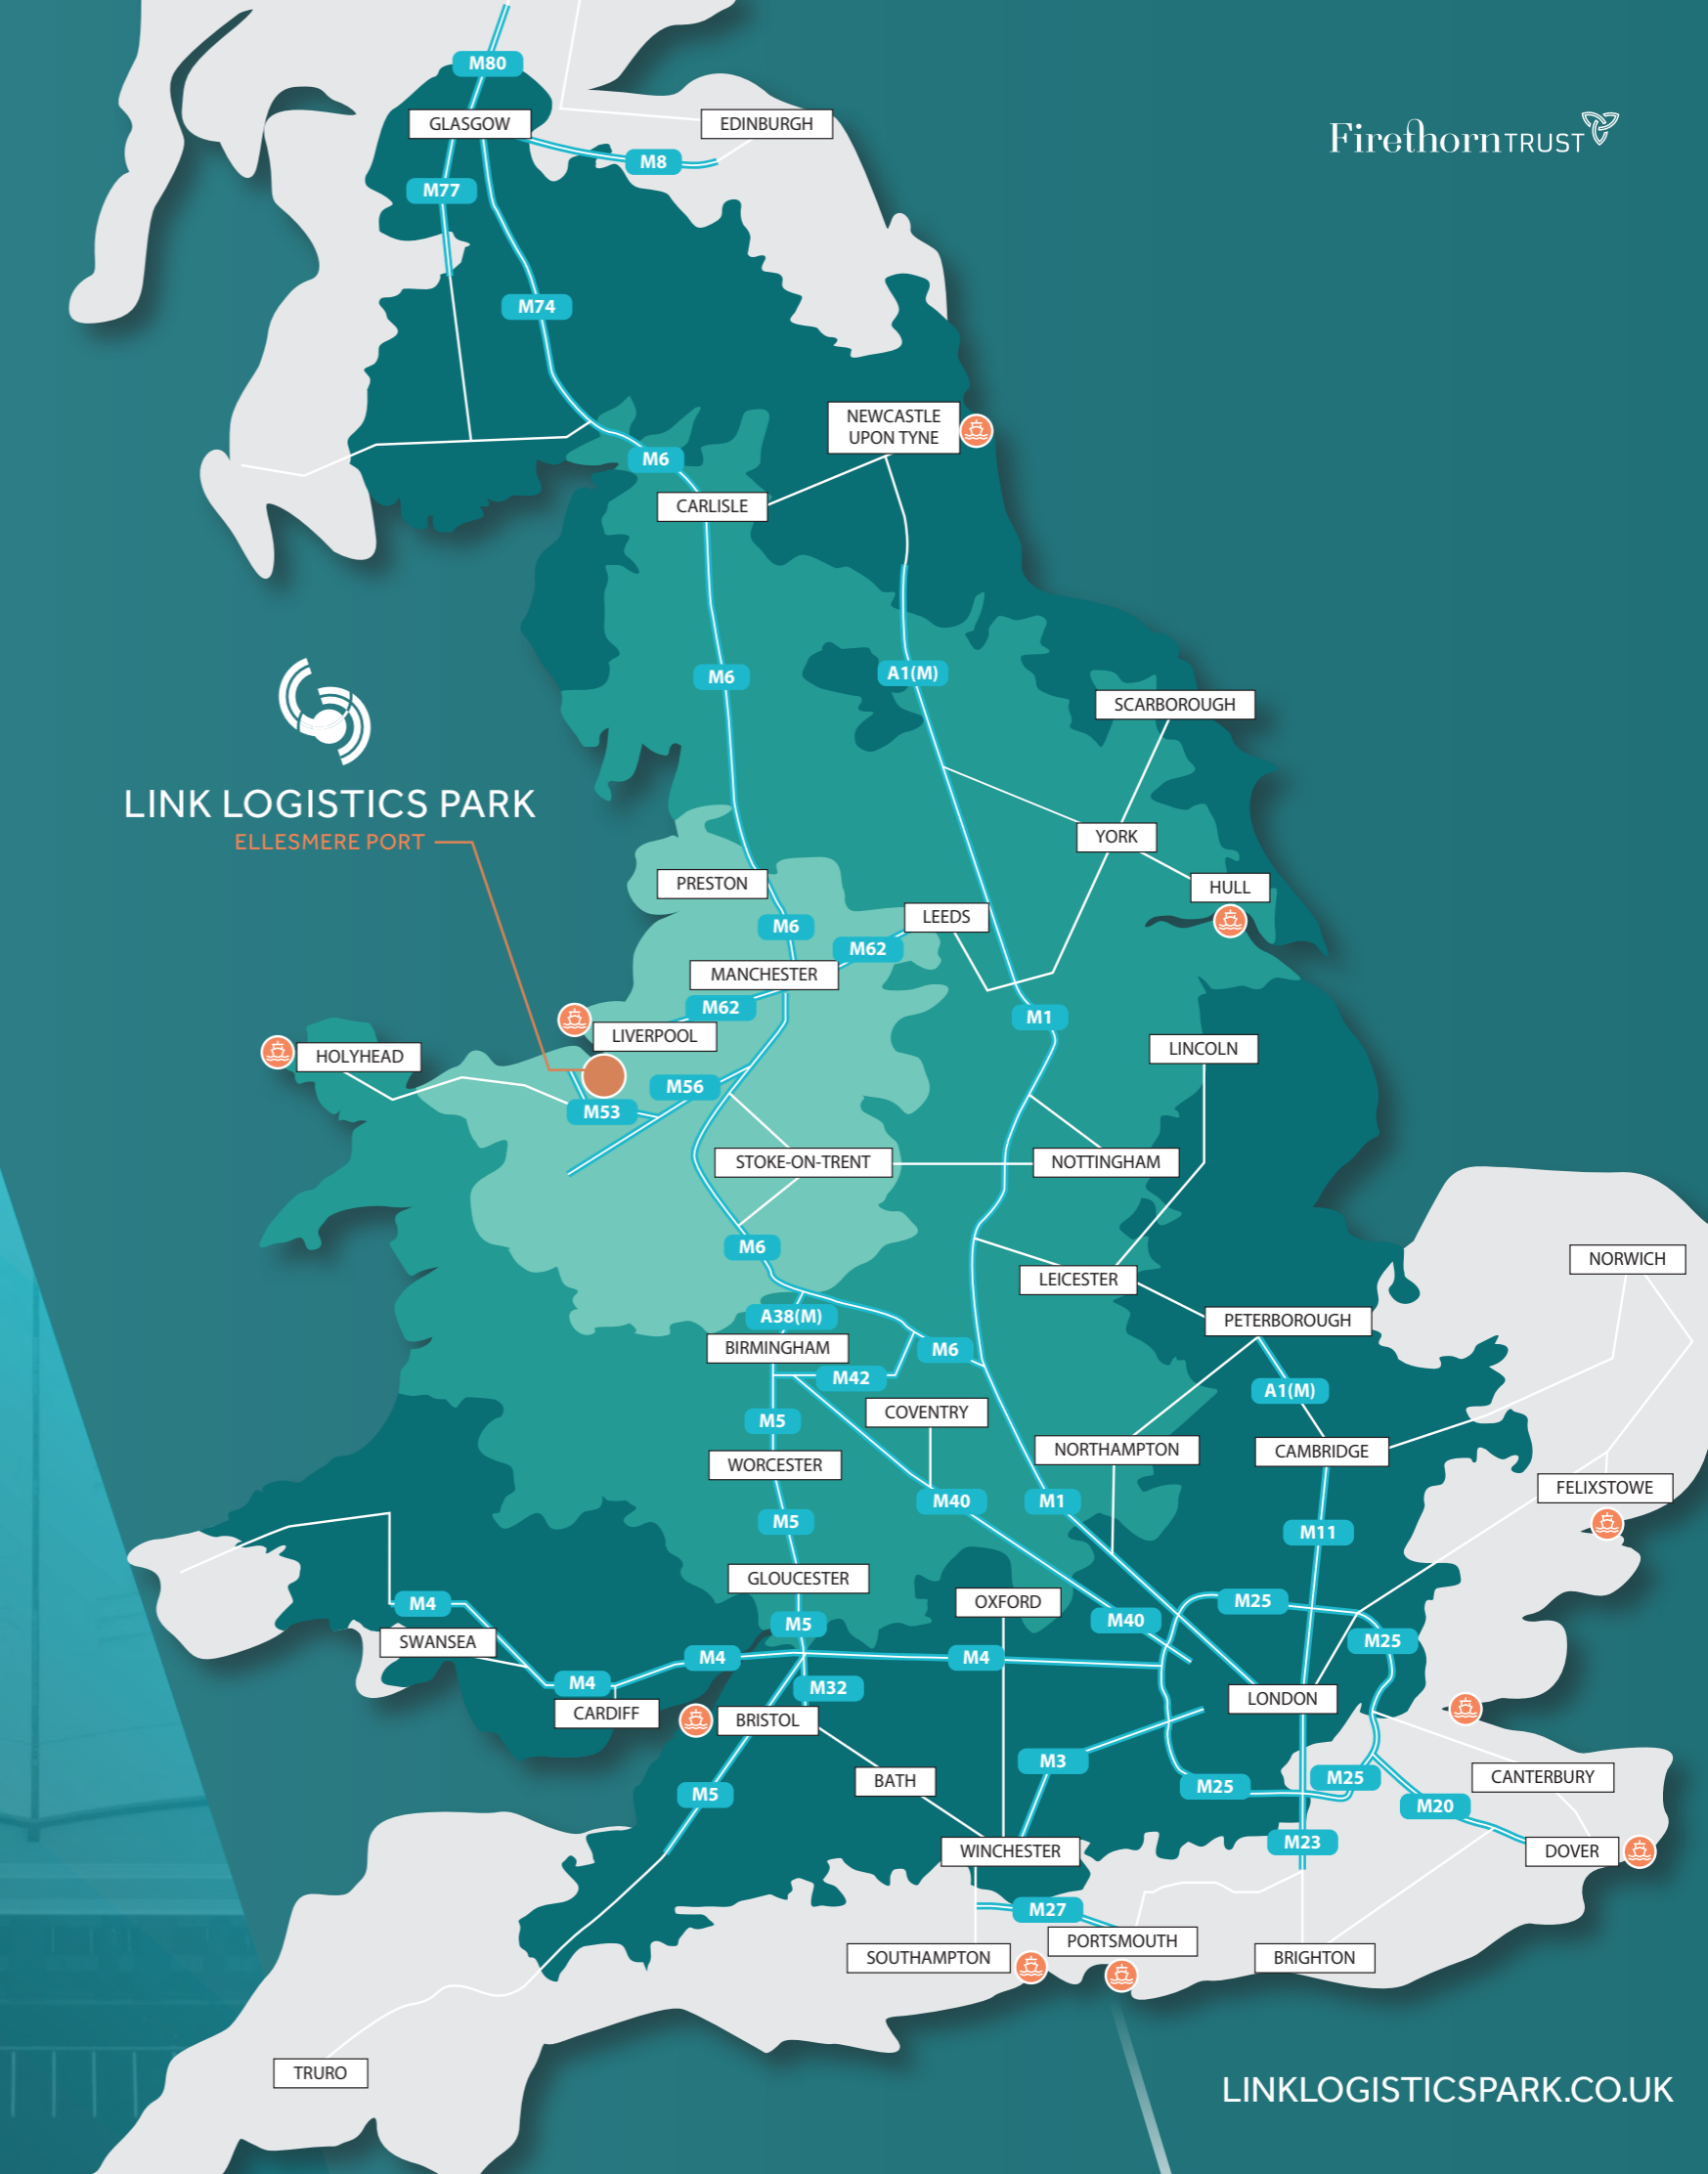 M80
GLASGOW
EDINBURGH
FirethornTRUST
M8
M77
M74
NEWCASTLE
UPON TYNE
M6
CARLISLE
M6
A1(M)
SCARBOROUGH
LINK LOGISTICS PARK
ELLESMERE PORT
YORK
PRESTON
HULL
LEEDS
M6
M62
MANCHESTER
M62
M1
LIVERPOOL
LINCOLN
HOLYHEAD
M56
M53
STOKE-ON-TRENT
NOTTINGHAM
M6
NORWICH
LEICESTER
A38(M)
PETERBOROUGH
BIRMINGHAM
M6
M42
A1(M)
COVENTRY
M5
NORTHAMPTON
CAMBRIDGE
WORCESTER
FELIXSTOWE
M40
M1
M5
M11
GLOUCESTER
OXFORD
M25
M4
M5
M40
SWANSEA
M25
M4
M4
M4
M32
LONDON
CARDIFF
BRISTOL
M3
BATH
M25
M25
CANTERBURY
M5
M20
M23
WINCHESTER
DOVER
M27
PORTSMOUTH
SOUTHAMPTON
BRIGHTON
TRURO
LINKLOGISTICSPARK.CO.UK